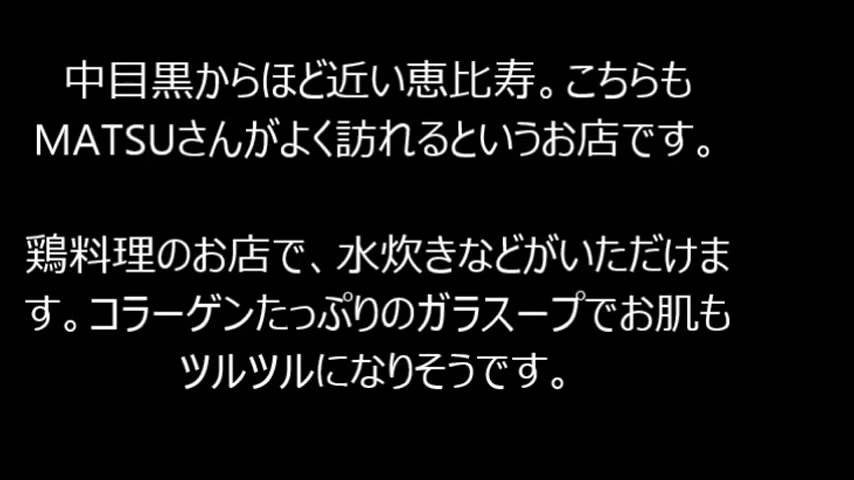 中目黒からほど近い恵比寿。こちらも
MATSUさんがよく訪れるというお店です。
鶏料理のお店で、水炊きなどがいただけま
す。コラーゲンたっぷりのガラスープでお肌も
ツルツルになりそうです。